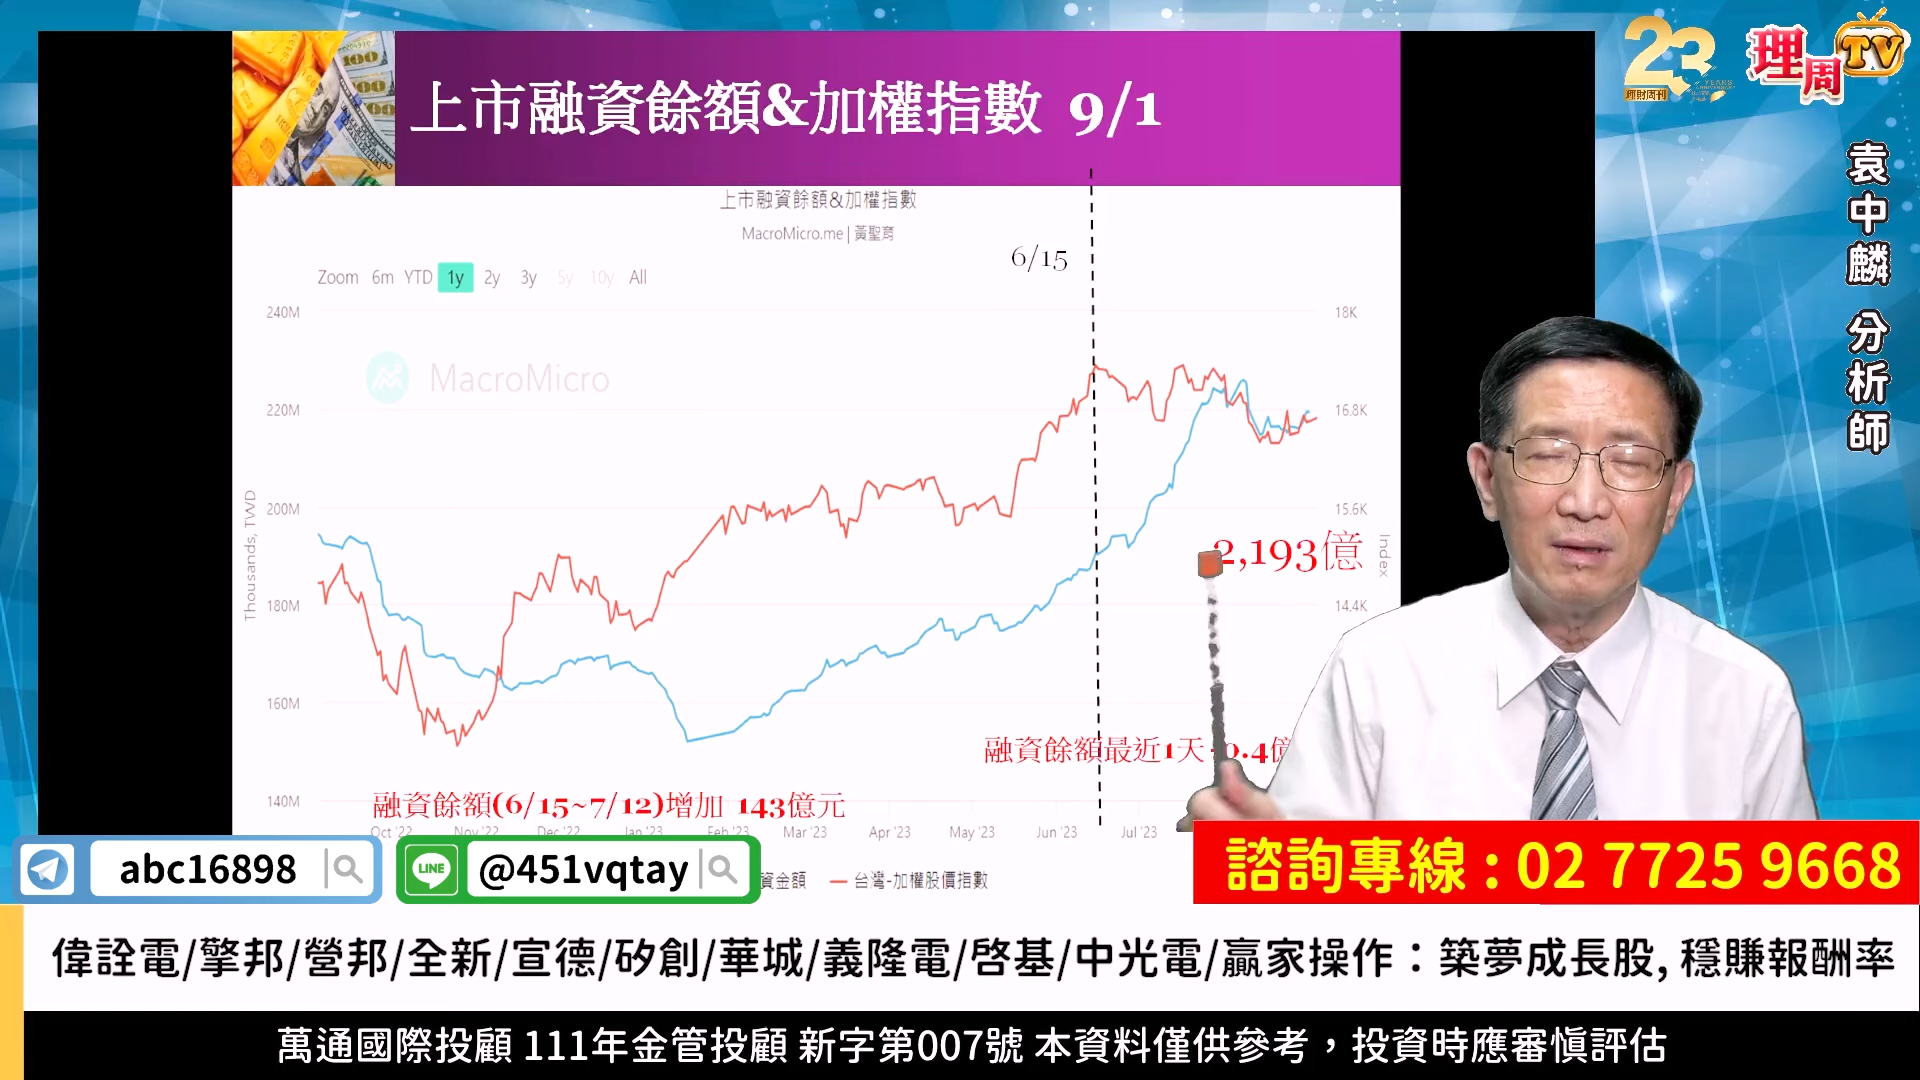 上市融資餘額&加權指數 9/1
23
YEARS
理財周刊
理周TV
袁中麟 分析師
上市融資餘額&加權指數
MacroMicro.me | 黃聖育
6/15
Zoom 6m YTD 1y 2y 3y 5y 10y All
240M
18K
MacroMicro
220M
16.8K
200M
15.6K
Thousands, TWD
2,193億
Index
180M
14.4K
160M
融資餘額最近1天
0.4億
140M
融資餘額(6/15~7/12)增加 143億元
Oct '22 Nov '22 Dec '22 Jan '23 Feb '23 Mar '23 Apr '23 May '23 Jun '23 Jul '23
資金額 台灣-加權股價指數
abc16898
LINE @451vqtay
諮詢專線 : 02 7725 9668
偉詮電/擎邦/營邦/全新/宣德/矽創/華城/義隆電/啓基/中光電/贏家操作：築夢成長股, 穩賺報酬率
萬通國際投顧 111年金管投顧 新字第007號 本資料僅供參考，投資時應審慎評估